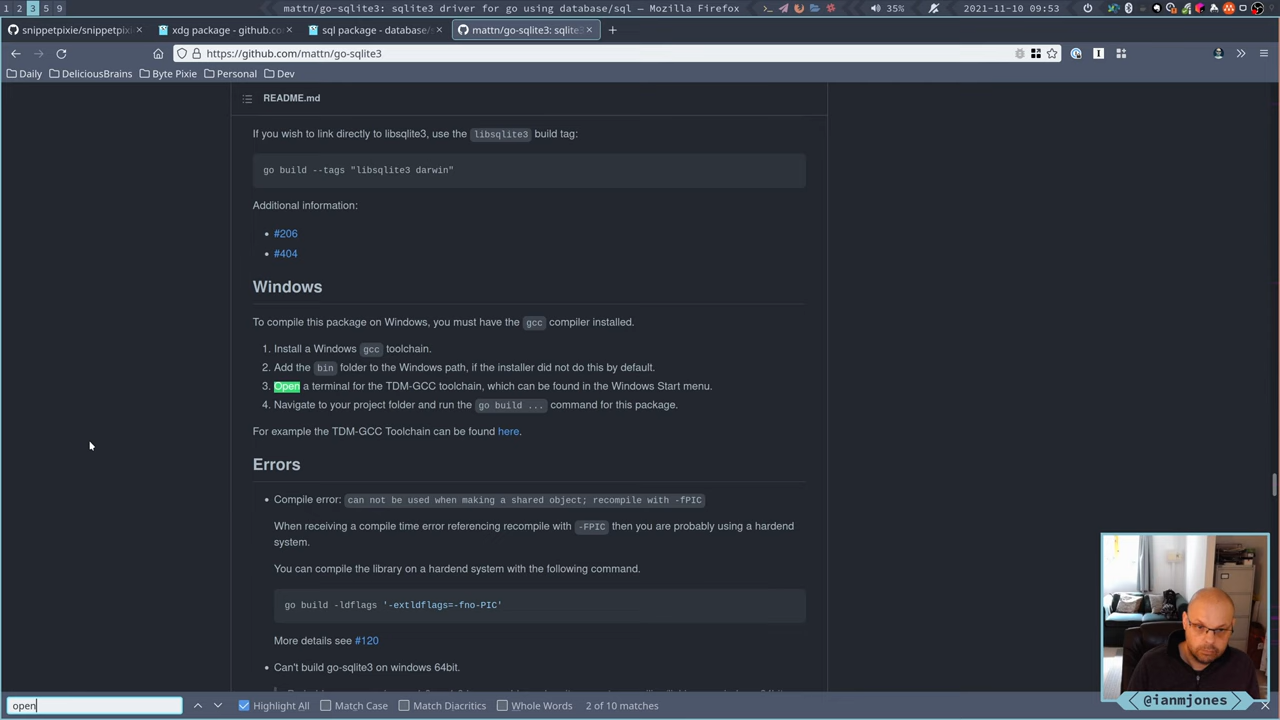 1 2 3 5 9
mattn/go-sqlite3: sqlite3 driver for go using database/sql — Mozilla Firefox
35%
2021-11-10 09:53
snippetpixie/snippetpixi
xdg package - github.co
sql package - database/s
mattn/go-sqlite3: sqlite3
https://github.com/mattn/go-sqlite3
Daily
DeliciousBrains
Byte Pixie
Personal
Dev
README.md
If you wish to link directly to libsqlite3, use the libsqlite3 build tag:
go build --tags "libsqlite3 darwin"
Additional information:
• #206
• #404
Windows
To compile this package on Windows, you must have the gcc compiler installed.
1. Install a Windows gcc toolchain.
2. Add the bin folder to the Windows path, if the installer did not do this by default.
3. Open a terminal for the TDM-GCC toolchain, which can be found in the Windows Start menu.
4. Navigate to your project folder and run the go build ... command for this package.
For example the TDM-GCC Toolchain can be found here.
Errors
• Compile error: can not be used when making a shared object; recompile with -fPIC
When receiving a compile time error referencing recompile with -FPIC then you are probably using a hardend
system.
You can compile the library on a hardend system with the following command.
go build -ldflags '-extldflags=-fno-PIC'
More details see #120
• Can't build go-sqlite3 on windows 64bit.
@ianmjones
open
Highlight All
Match Case
Match Diacritics
Whole Words
2 of 10 matches